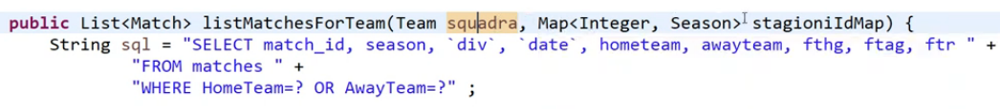 public List<Match> listMatchesForTeam(Team squadra, Map<Integer, Season> stagioniIdMap) {
String sql = "SELECT match_id, season, `div`, `date`, hometeam, awayteam, fthg, ftag, ftr " +
"FROM matches " +
"WHERE HomeTeam=? OR AwayTeam=?" ;